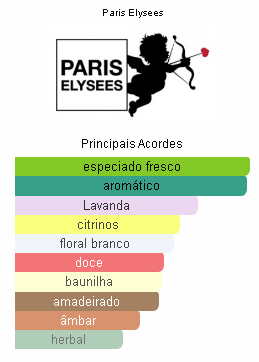 Paris Elysees
PARIS
ELYSEES
Principais Acordes
especiado fresco
aromático
Lavanda
citrinos
floral branco
doce
baunilha
amadeirado
âmbar
herbal